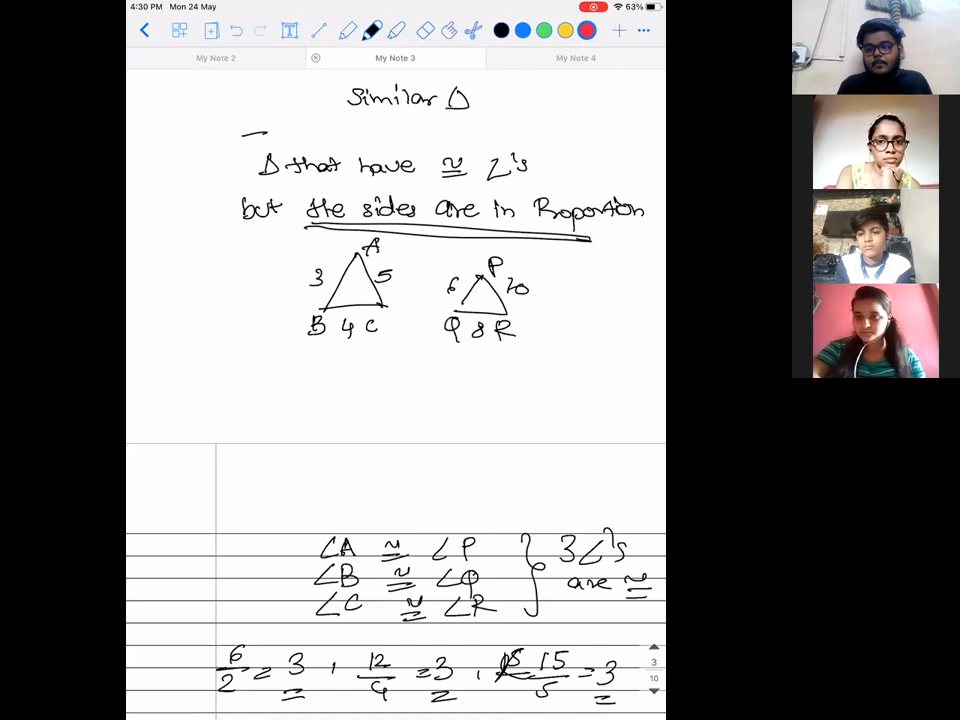 4:30 PM Mon 24 May
63%
My Note 2
My Note 3
My Note 4
Similar △
△ that have ≅ ∠'s
but the sides are in Proportion
A
P
3
5
6
10
B 4 C
Q 8 R
∠A ≅ ∠P
∠B ≅ ∠Q
∠C ≅ ∠R
3 ∠'s
are ≅
6/2 = 3 , 12/4 = 3 , 15/5 = 3
3
10